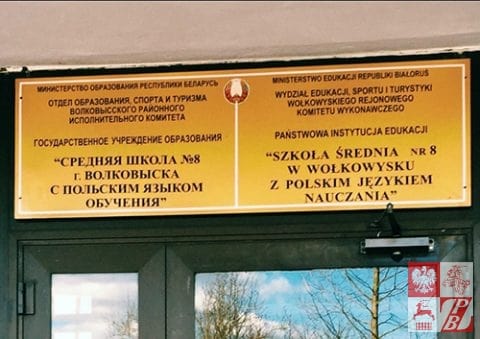 МИНИСТЕРСТВО ОБРАЗОВАНИЯ РЕСПУБЛИКИ БЕЛАРУСЬ
ОТДЕЛ ОБРАЗОВАНИЯ, СПОРТА И ТУРИЗМА
ВОЛКОВЫССКОГО РАЙОННОГО
ИСПОЛНИТЕЛЬНОГО КОМИТЕТА
ГОСУДАРСТВЕННОЕ УЧРЕЖДЕНИЕ ОБРАЗОВАНИЯ
“СРЕДНЯЯ ШКОЛА №8
г. ВОЛКОВЫСКА
С ПОЛЬСКИМ ЯЗЫКОМ
ОБУЧЕНИЯ”
MINISTERSTWO EDUKACJI REPUBLIKI BIAŁORUŚ
WYDZIAŁ EDUKACJI, SPORTU I TURYSTYKI
WOŁKOWYSKIEGO REJONOWEGO
KOMITETU WYKONAWCZEGO
PAŃSTWOWA INSTYTUCJA EDUKACJI
“SZKOŁA ŚREDNIA NR 8
W WOŁKOWYSKU
Z POLSKIM JĘZYKIEM
NAUCZANIA”
ZPB